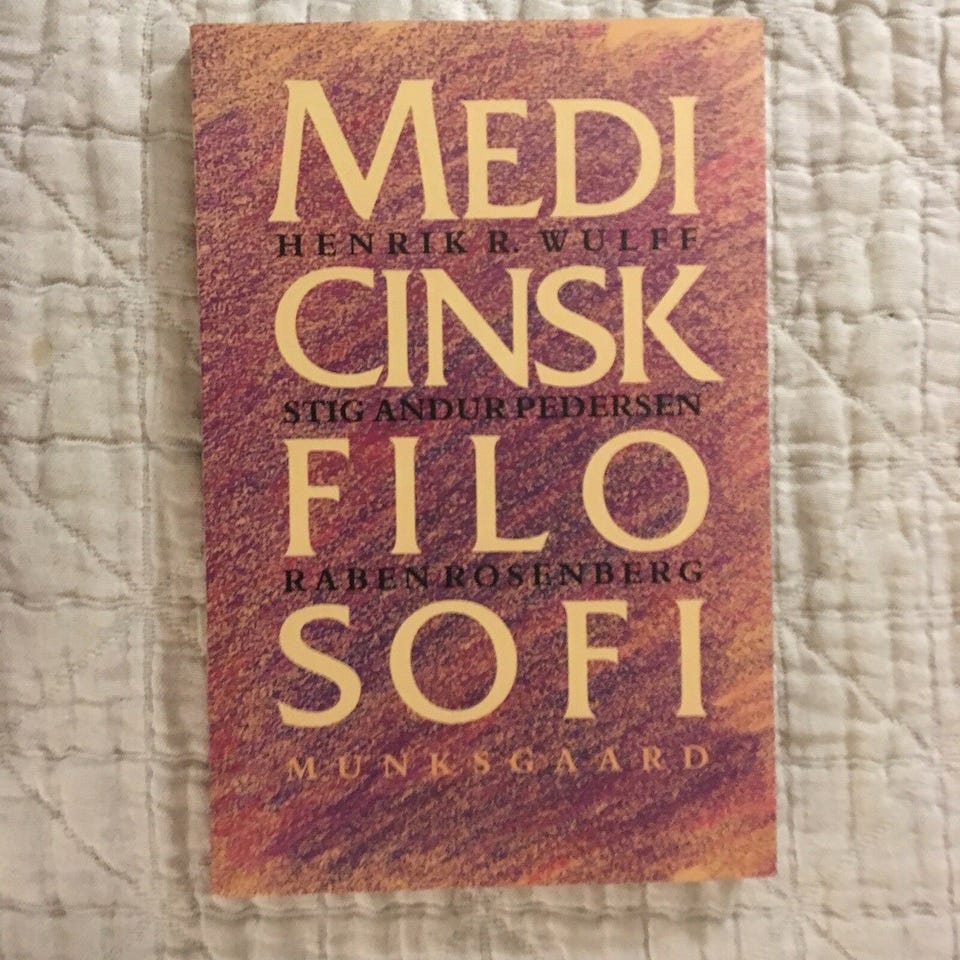 MEDI
HENRIK R. WULFF
CINSK
STIG ANDUR PEDERSEN
FILO
RABEN ROSENBERG
SOFI
MUNKSGAARD